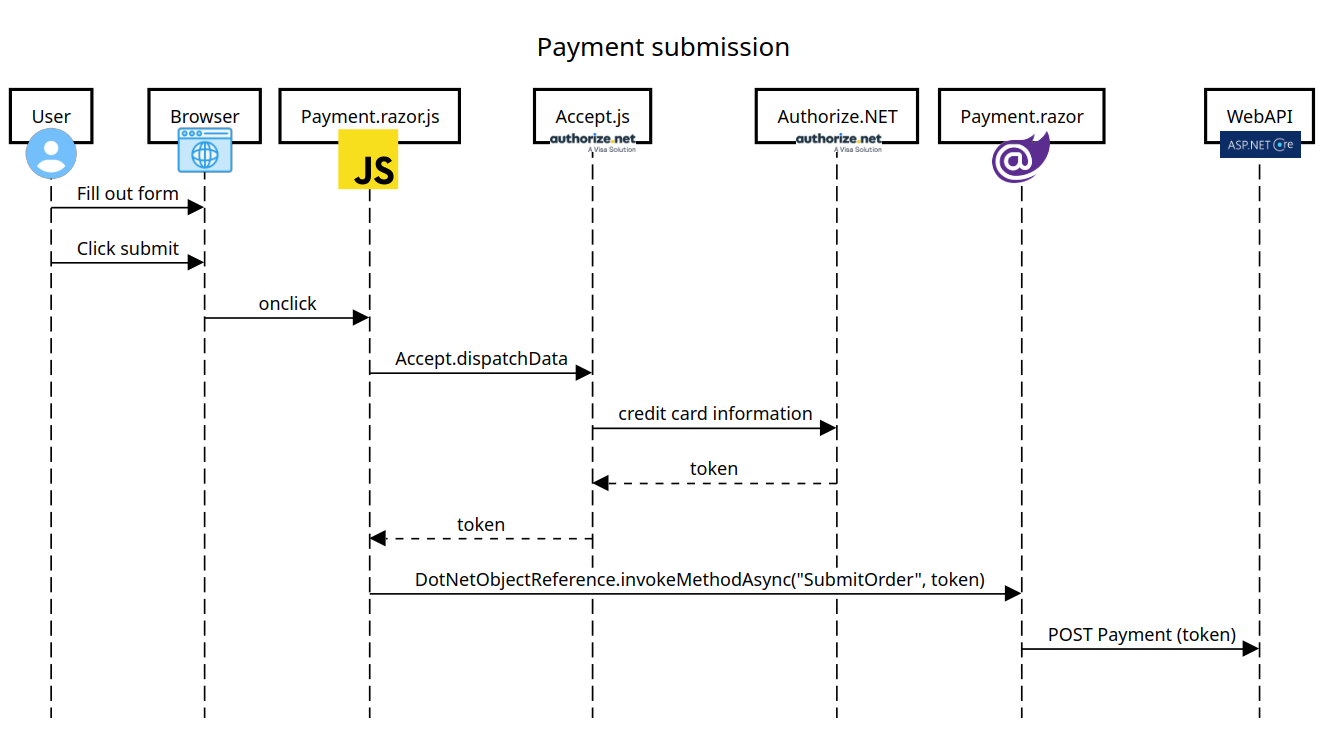 Payment submission
User
Browser
Payment.razor.js
Accept.js
Authorize.NET
Payment.razor
WebAPI
JS
authorize.net
A Visa Solution
authorize.net
A Visa Solution
@
ASP.NET Core
Fill out form
Click submit
onclick
Accept.dispatchData
credit card information
token
token
DotNetObjectReference.invokeMethodAsync("SubmitOrder", token)
POST Payment (token)